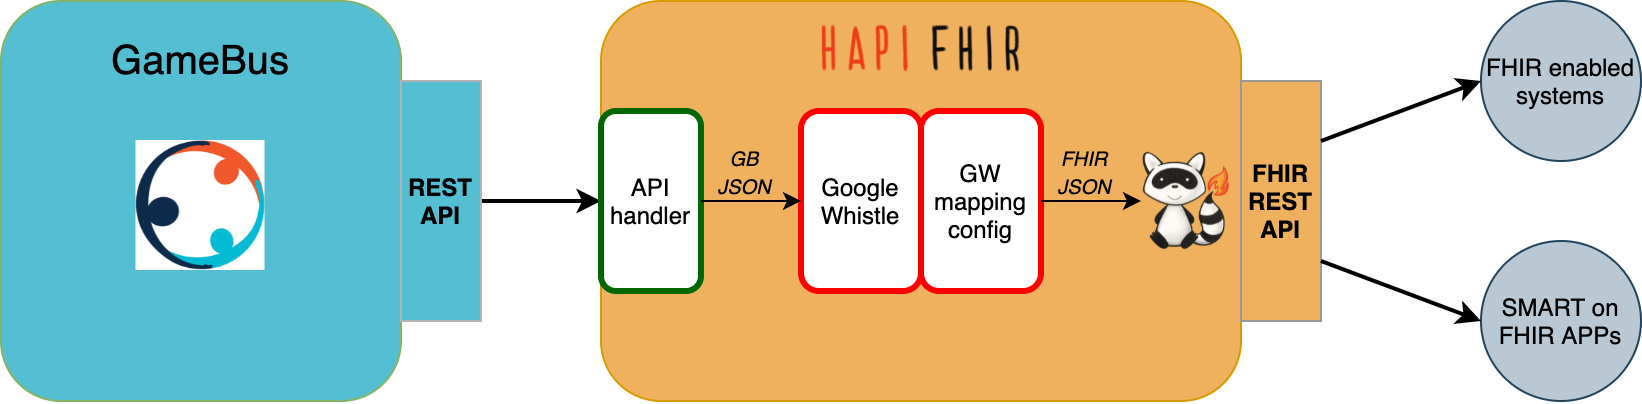 GameBus
REST
API
HAPI FHIR
API
handler
GB
JSON
Google
Whistle
GW
mapping
config
FHIR
JSON
FHIR
REST
API
FHIR enabled
systems
SMART on
FHIR APPs